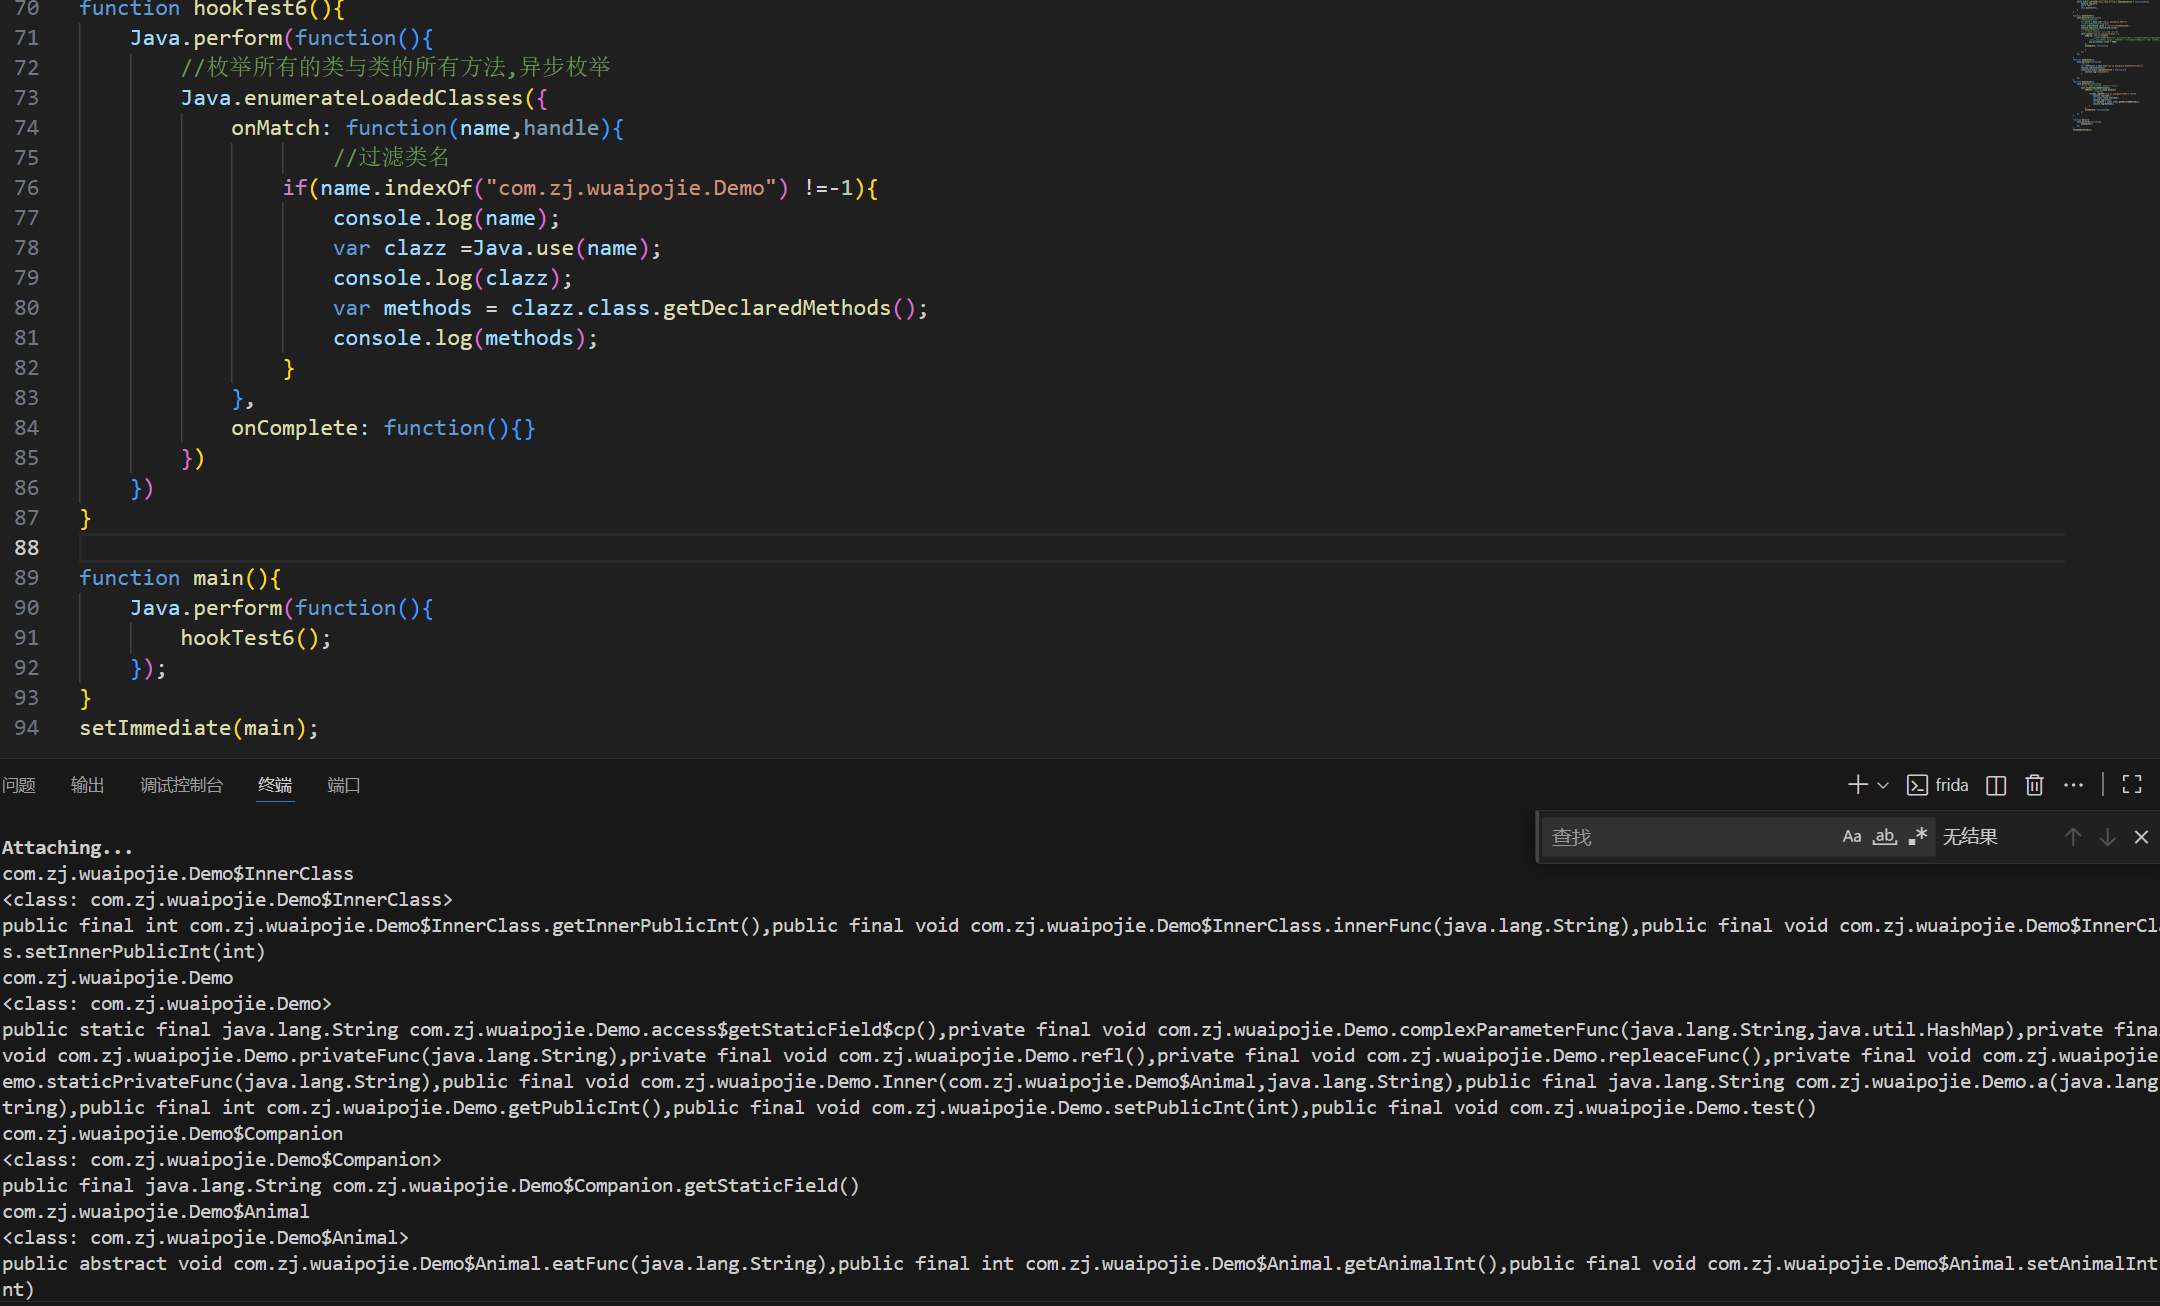 70 function hookTest6(){
71 Java.perform(function(){
72 //枚举所有的类与类的所有方法,异步枚举
73 Java.enumerateLoadedClasses({
74 onMatch: function(name,handle){
75 //过滤类名
76 if(name.indexOf("com.zj.wuaipojie.Demo") !=-1){
77 console.log(name);
78 var clazz =Java.use(name);
79 console.log(clazz);
80 var methods = clazz.class.getDeclaredMethods();
81 console.log(methods);
82 }
83 },
84 onComplete: function(){}
85 })
86 })
87 }
88
89 function main(){
90 Java.perform(function(){
91 hookTest6();
92 });
93 }
94 setImmediate(main);
问题 输出 调试控制台 终端 端口 frida
查找 Aa ab .* 无结果
Attaching...
com.zj.wuaipojie.Demo$InnerClass
<class: com.zj.wuaipojie.Demo$InnerClass>
public final int com.zj.wuaipojie.Demo$InnerClass.getInnerPublicInt(),public final void com.zj.wuaipojie.Demo$InnerClass.innerFunc(java.lang.String),public final void com.zj.wuaipojie.Demo$InnerCl
s.setInnerPublicInt(int)
com.zj.wuaipojie.Demo
<class: com.zj.wuaipojie.Demo>
public static final java.lang.String com.zj.wuaipojie.Demo.access$getStaticField$cp(),private final void com.zj.wuaipojie.Demo.complexParameterFunc(java.lang.String,java.util.HashMap),private fina
void com.zj.wuaipojie.Demo.privateFunc(java.lang.String),private final void com.zj.wuaipojie.Demo.refl(),private final void com.zj.wuaipojie.Demo.repleaceFunc(),private final void com.zj.wuaipojie
emo.staticPrivateFunc(java.lang.String),public final void com.zj.wuaipojie.Demo.Inner(com.zj.wuaipojie.Demo$Animal,java.lang.String),public final java.lang.String com.zj.wuaipojie.Demo.a(java.lang
tring),public final int com.zj.wuaipojie.Demo.getPublicInt(),public final void com.zj.wuaipojie.Demo.setPublicInt(int),public final void com.zj.wuaipojie.Demo.test()
com.zj.wuaipojie.Demo$Companion
<class: com.zj.wuaipojie.Demo$Companion>
public final java.lang.String com.zj.wuaipojie.Demo$Companion.getStaticField()
com.zj.wuaipojie.Demo$Animal
<class: com.zj.wuaipojie.Demo$Animal>
public abstract void com.zj.wuaipojie.Demo$Animal.eatFunc(java.lang.String),public final int com.zj.wuaipojie.Demo$Animal.getAnimalInt(),public final void com.zj.wuaipojie.Demo$Animal.setAnimalInt
nt)